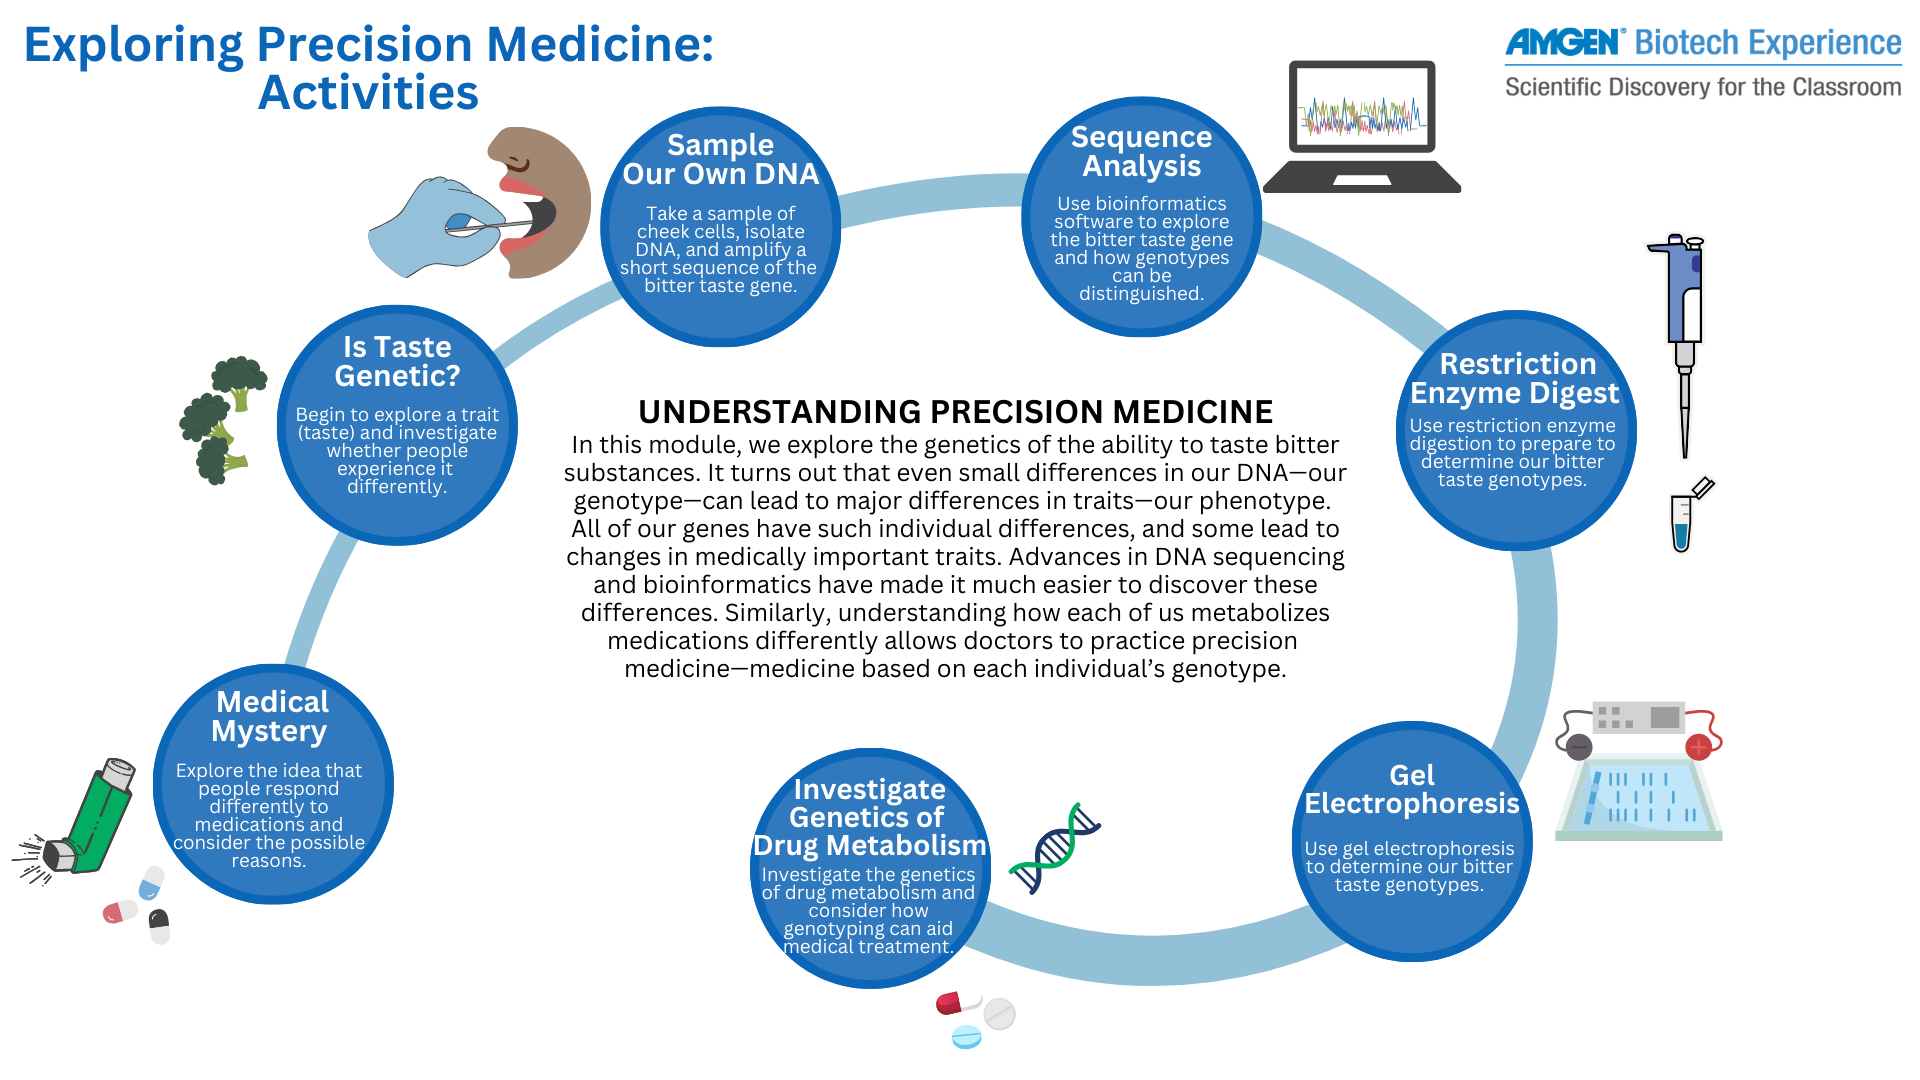 Exploring Precision Medicine:
Activities
AMGEN® Biotech Experience
Scientific Discovery for the Classroom
Medical
Mystery
Explore the idea that
people respond
differently to
medications and
consider the possible
reasons.
Is Taste
Genetic?
Begin to explore a trait
(taste) and investigate
whether people
experience it
differently.
Sample
Our Own DNA
Take a sample of
cheek cells, isolate
DNA, and amplify a
short sequence of the
bitter taste gene.
Sequence
Analysis
Use bioinformatics
software to explore
the bitter taste gene
and how genotypes
can be
distinguished.
Restriction
Enzyme Digest
Use restriction enzyme
digestion to prepare to
determine our bitter
taste genotypes.
Gel
Electrophoresis
Use gel electrophoresis
to determine our bitter
taste genotypes.
Investigate
Genetics of
Drug Metabolism
Investigate the genetics
of drug metabolism and
consider how
genotyping can aid
medical treatment.
UNDERSTANDING PRECISION MEDICINE
In this module, we explore the genetics of the ability to taste bitter
substances. It turns out that even small differences in our DNA—our
genotype—can lead to major differences in traits—our phenotype.
All of our genes have such individual differences, and some lead to
changes in medically important traits. Advances in DNA sequencing
and bioinformatics have made it much easier to discover these
differences. Similarly, understanding how each of us metabolizes
medications differently allows doctors to practice precision
medicine—medicine based on each individual’s genotype.